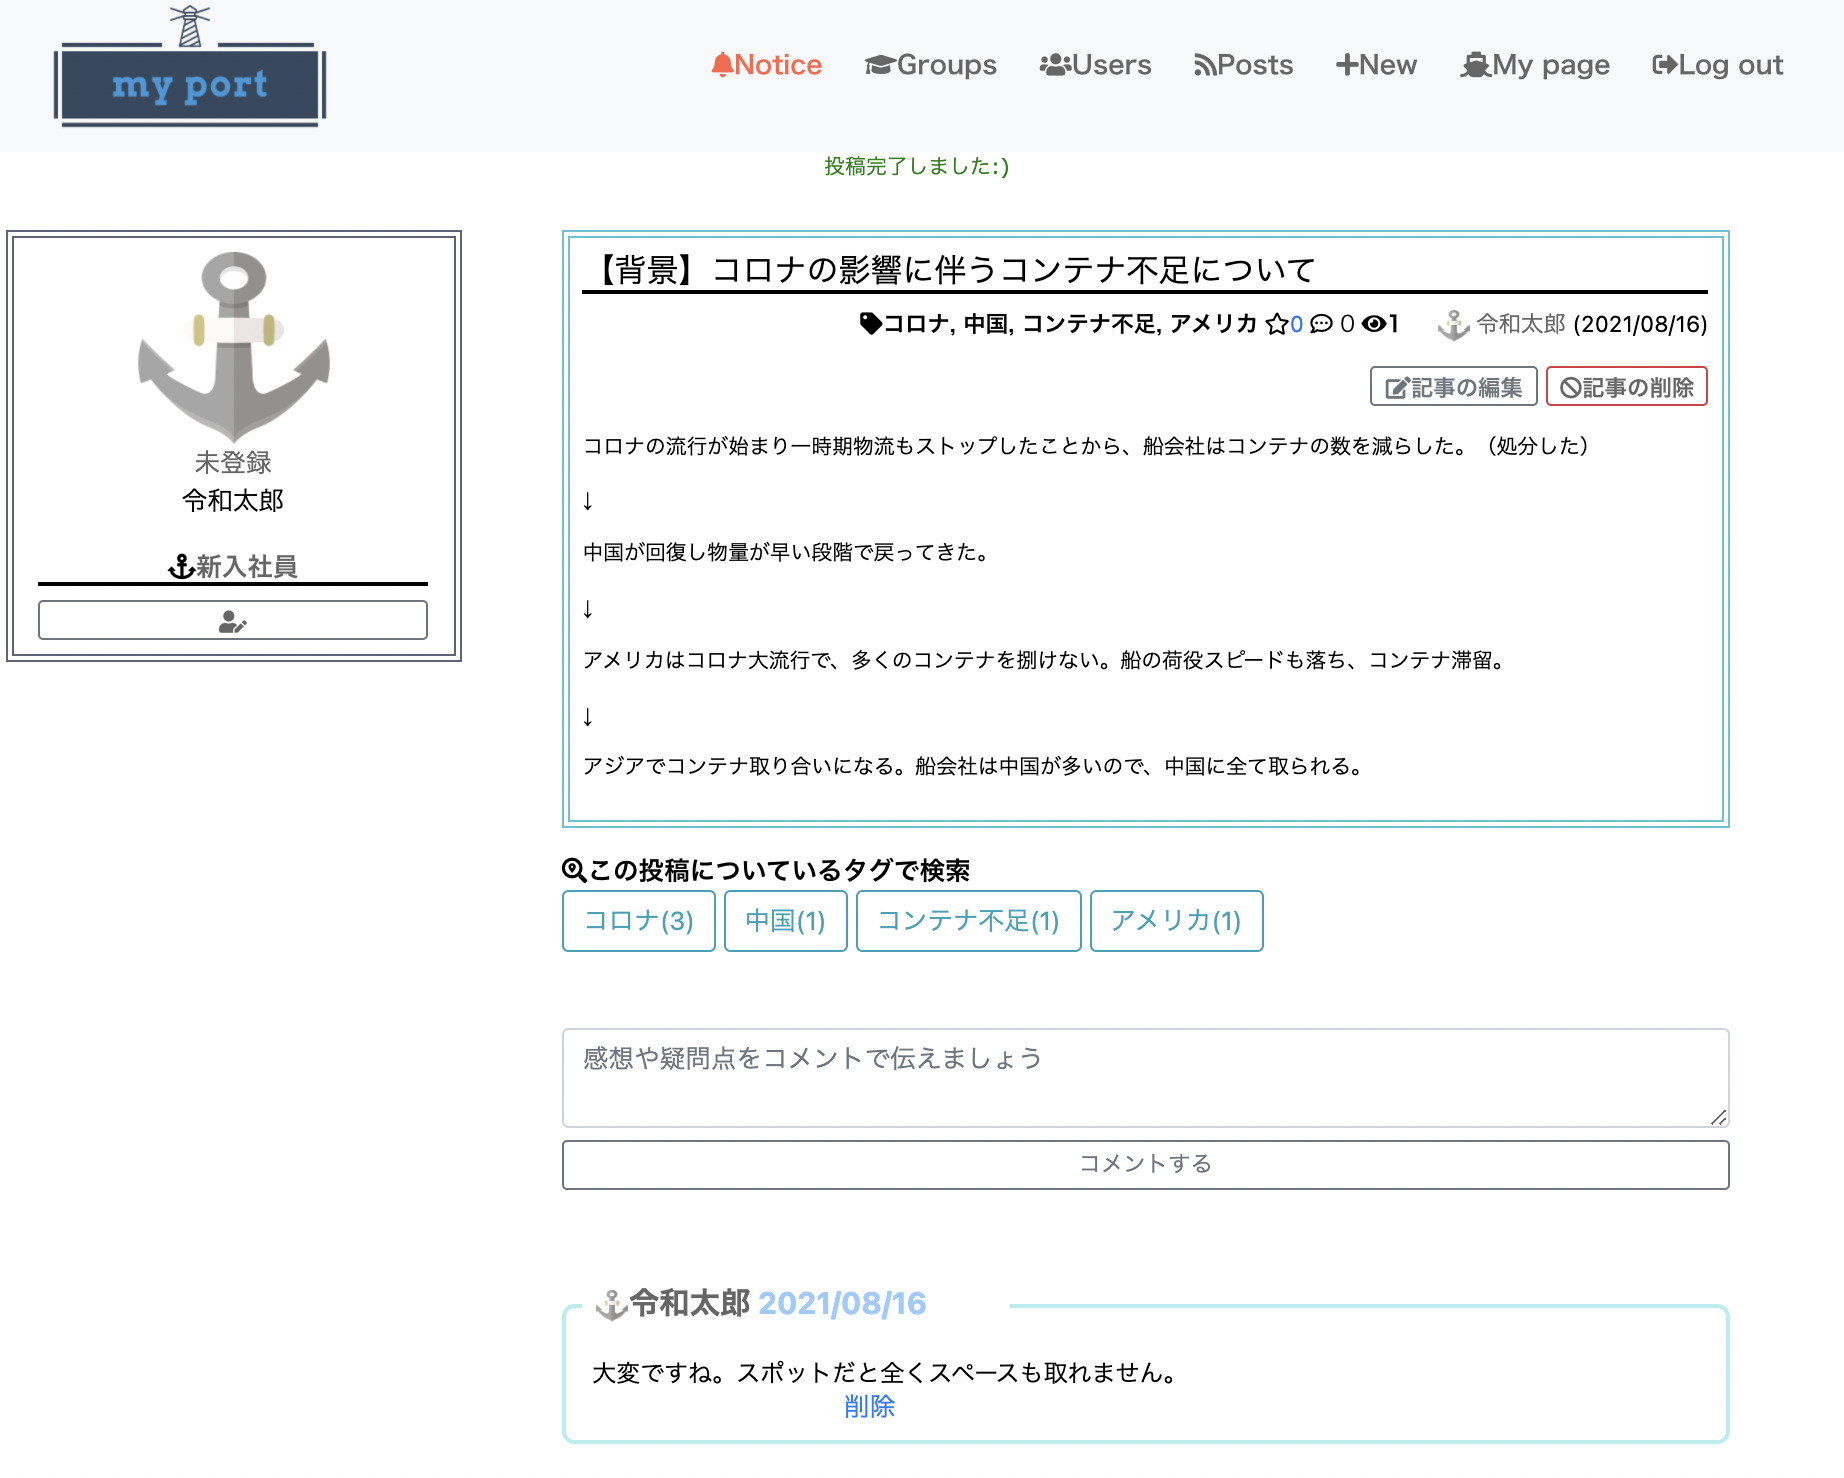 my port
Notice Groups Users Posts New My page Log out
投稿完了しました:)
未登録
令和太郎
新入社員
【背景】コロナの影響に伴うコンテナ不足について
コロナ, 中国, コンテナ不足, アメリカ 0 0 1 令和太郎 (2021/08/16)
記事の編集 記事の削除
コロナの流行が始まり一時期物流もストップしたことから、船会社はコンテナの数を減らした。（処分した）
↓
中国が回復し物量が早い段階で戻ってきた。
↓
アメリカはコロナ大流行で、多くのコンテナを捌けない。船の荷役スピードも落ち、コンテナ滞留。
↓
アジアでコンテナ取り合いになる。船会社は中国が多いので、中国に全て取られる。
この投稿についているタグで検索
コロナ(3) 中国(1) コンテナ不足(1) アメリカ(1)
感想や疑問点をコメントで伝えましょう
コメントする
令和太郎 2021/08/16
大変ですね。スポットだと全くスペースも取れません。
削除